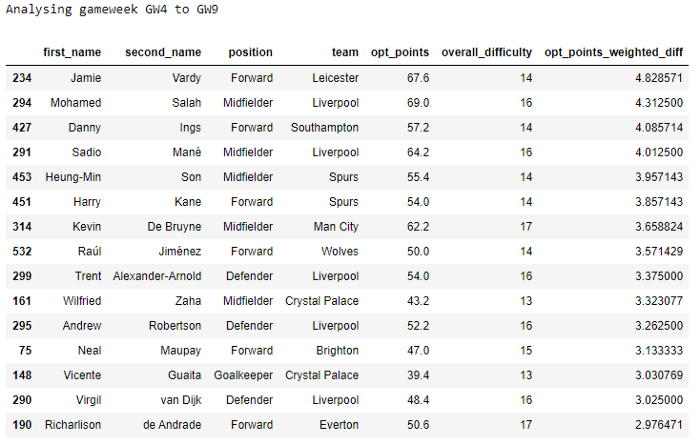 Analysing gameweek GW4 to GW9
first_name second_name position team opt_points overall_difficulty opt_points_weighted_diff
234 Jamie Vardy Forward Leicester 67.6 14 4.828571
294 Mohamed Salah Midfielder Liverpool 69.0 16 4.312500
427 Danny Ings Forward Southampton 57.2 14 4.085714
291 Sadio Mané Midfielder Liverpool 64.2 16 4.012500
453 Heung-Min Son Midfielder Spurs 55.4 14 3.957143
451 Harry Kane Forward Spurs 54.0 14 3.857143
314 Kevin De Bruyne Midfielder Man City 62.2 17 3.658824
532 Raúl Jiménez Forward Wolves 50.0 14 3.571429
299 Trent Alexander-Arnold Defender Liverpool 54.0 16 3.375000
161 Wilfried Zaha Midfielder Crystal Palace 43.2 13 3.323077
295 Andrew Robertson Defender Liverpool 52.2 16 3.262500
75 Neal Maupay Forward Brighton 47.0 15 3.133333
148 Vicente Guaita Goalkeeper Crystal Palace 39.4 13 3.030769
290 Virgil van Dijk Defender Liverpool 48.4 16 3.025000
190 Richarlison de Andrade Forward Everton 50.6 17 2.976471